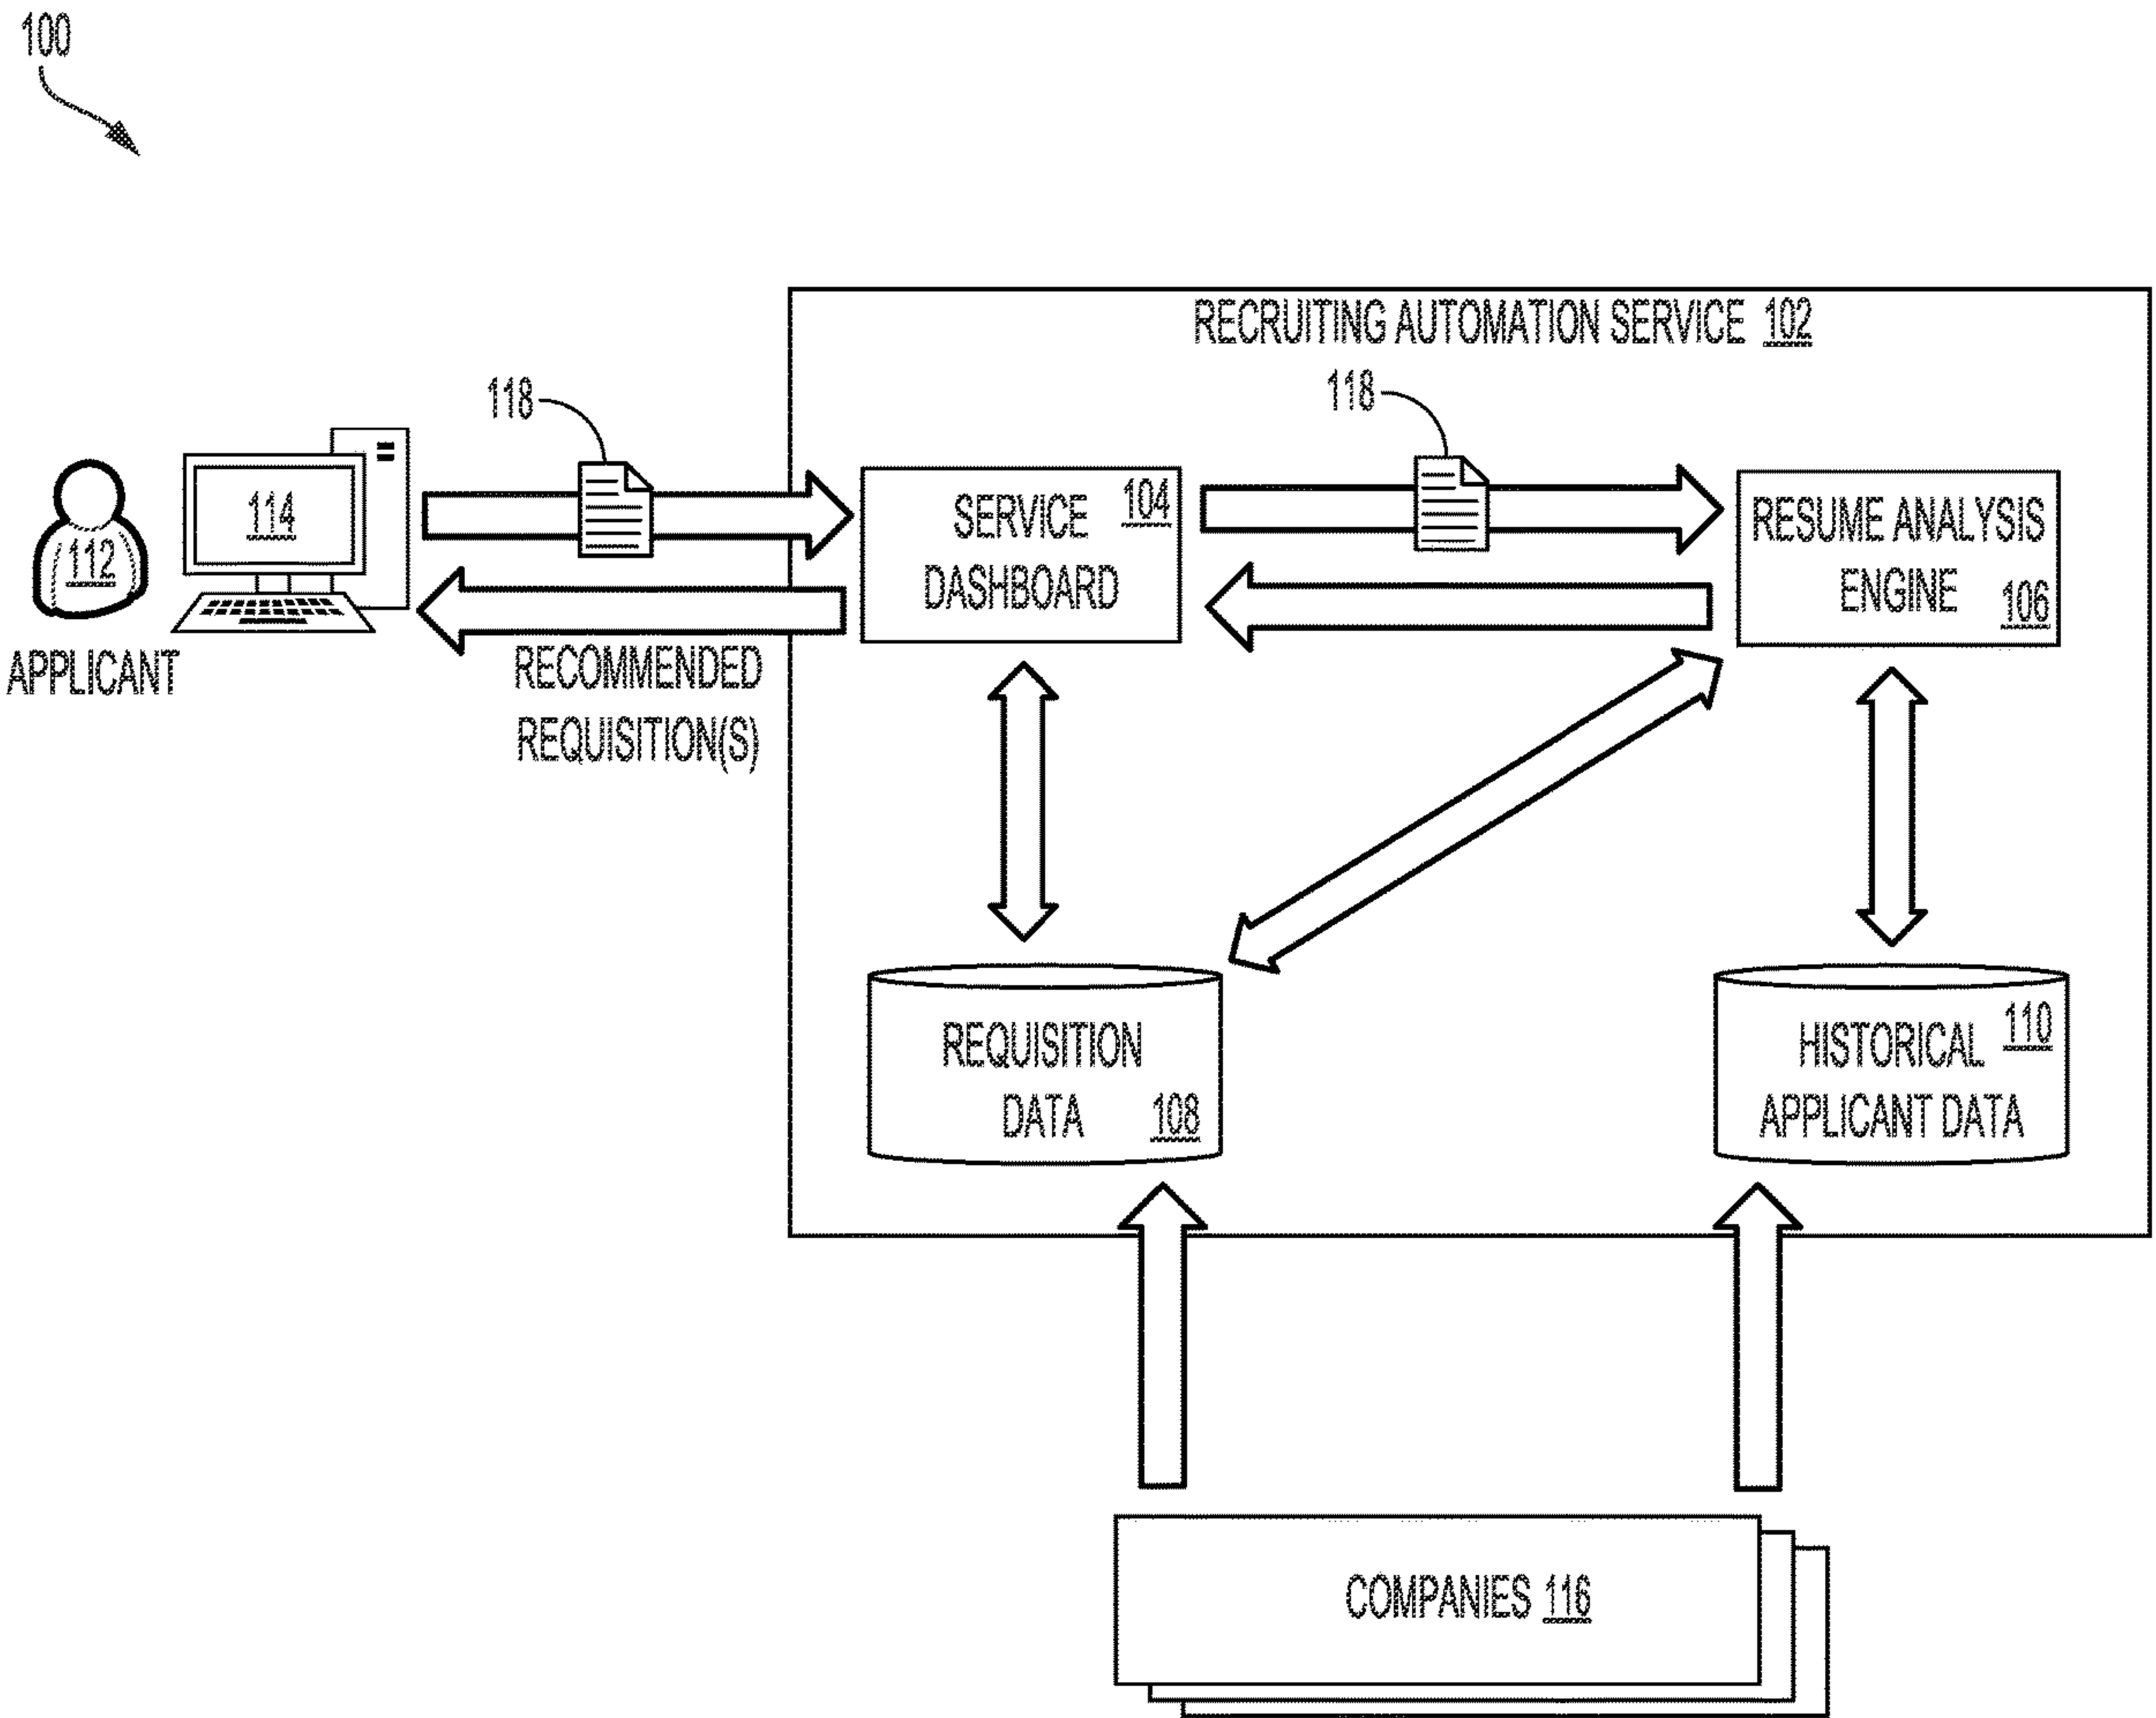 100
RECRUITING AUTOMATION SERVICE 102
118
118
114
112
APPLICANT
SERVICE 104
DASHBOARD
RESUME ANALYSIS
ENGINE 106
RECOMMENDED
REQUISITION(S)
REQUISITION
DATA 108
HISTORICAL 110
APPLICANT DATA
COMPANIES 116